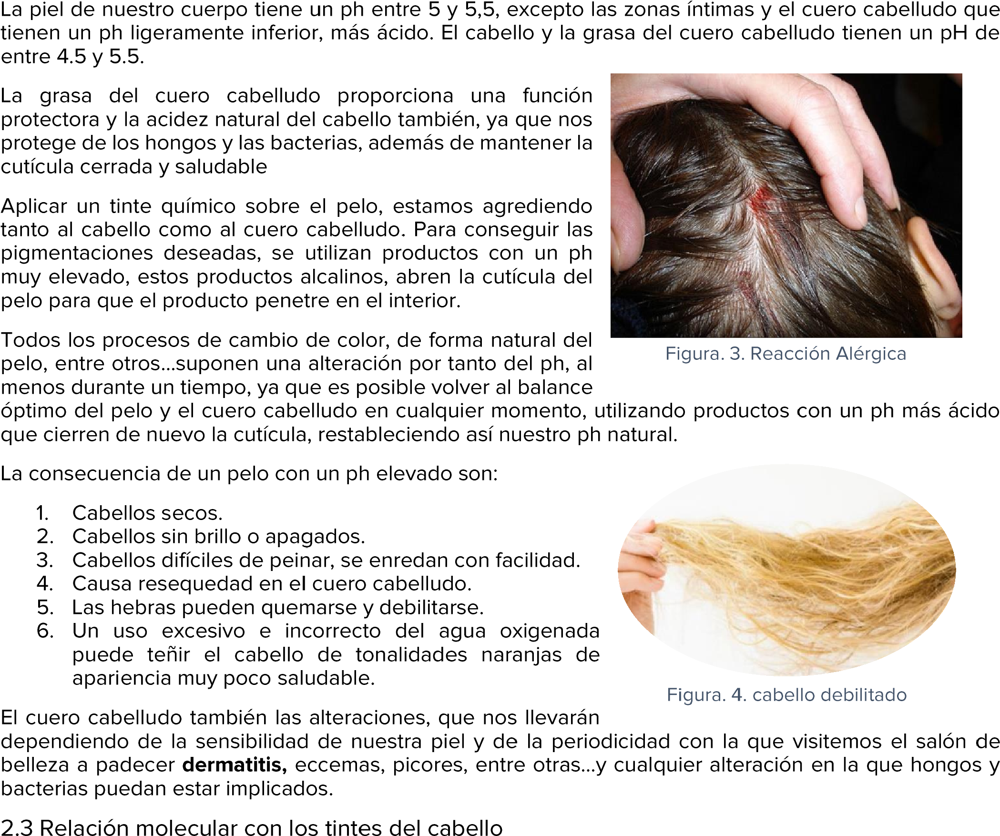 La piel de nuestro cuerpo tiene un ph entre 5 y 5,5, excepto las zonas íntimas y el cuero cabelludo que
tienen un ph ligeramente inferior, más ácido. El cabello y la grasa del cuero cabelludo tienen un pH de
entre 4.5 y 5.5.
La grasa del cuero cabelludo proporciona una función
protectora y la acidez natural del cabello también, ya que nos
protege de los hongos y las bacterias, además de mantener la
cutícula cerrada y saludable
Aplicar un tinte químico sobre el pelo, estamos agrediendo
tanto al cabello como al cuero cabelludo. Para conseguir las
pigmentaciones deseadas, se utilizan productos con un ph
muy elevado, estos productos alcalinos, abren la cutícula del
pelo para que el producto penetre en el interior.
Figura. 3. Reacción Alérgica
Todos los procesos de cambio de color, de forma natural del
pelo, entre otros...suponen una alteración por tanto del ph, al
menos durante un tiempo, ya que es posible volver al balance
óptimo del pelo y el cuero cabelludo en cualquier momento, utilizando productos con un ph más ácido
que cierren de nuevo la cutícula, restableciendo así nuestro ph natural.
La consecuencia de un pelo con un ph elevado son:
1. Cabellos secos.
2. Cabellos sin brillo o apagados.
3. Cabellos difíciles de peinar, se enredan con facilidad.
4. Causa resequedad en el cuero cabelludo.
5. Las hebras pueden quemarse y debilitarse.
6. Un uso excesivo e incorrecto del agua oxigenada
puede teñir el cabello de tonalidades naranjas de
apariencia muy poco saludable.
Figura. 4. cabello debilitado
El cuero cabelludo también las alteraciones, que nos llevarán
dependiendo de la sensibilidad de nuestra piel y de la periodicidad con la que visitemos el salón de
belleza a padecer dermatitis, eccemas, picores, entre otras...y cualquier alteración en la que hongos y
bacterias puedan estar implicados.
2.3 Relación molecular con los tintes del cabello